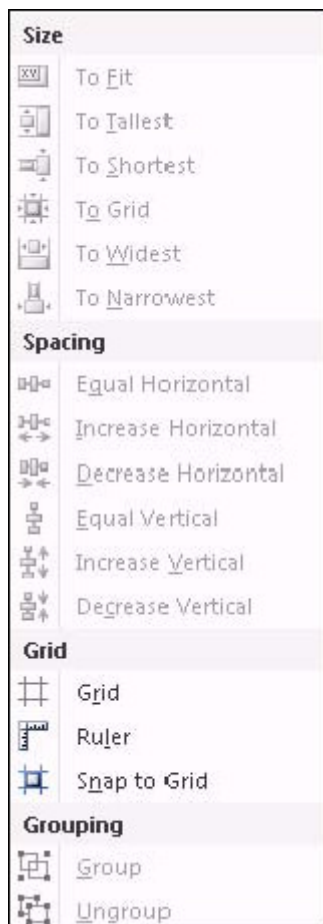 Size
To Fit
To Tallest
To Shortest
To Grid
To Widest
To Narrowest
Spacing
Equal Horizontal
Increase Horizontal
Decrease Horizontal
Equal Vertical
Increase Vertical
Decrease Vertical
Grid
Grid
Ruler
Snap to Grid
Grouping
Group
Ungroup